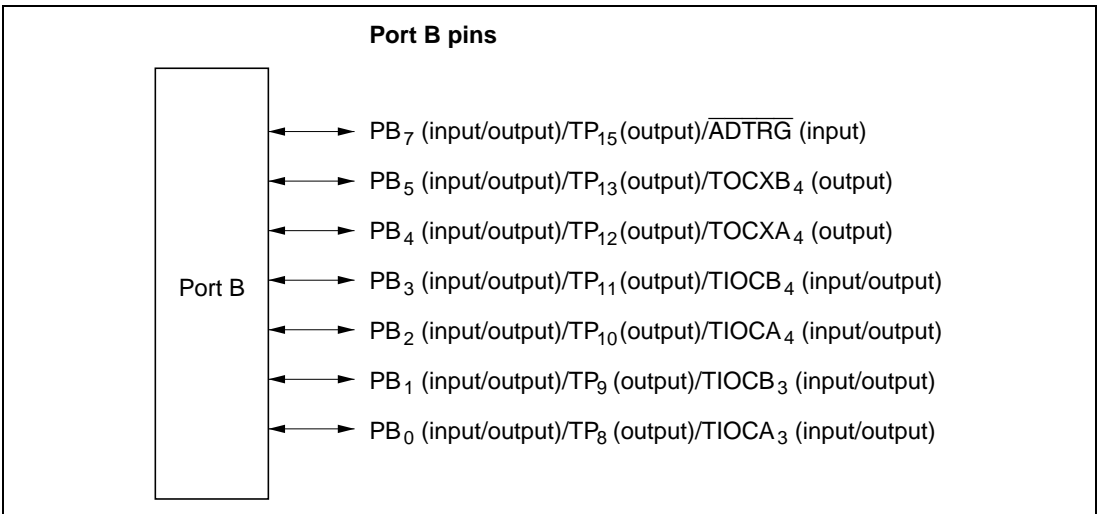 Port B pins
PB₇ (input/output)/TP₁₅(output)/A̅D̅T̅R̅G̅ (input)
PB₅ (input/output)/TP₁₃(output)/TOCXB₄ (output)
PB₄ (input/output)/TP₁₂(output)/TOCXA₄ (output)
Port B
PB₃ (input/output)/TP₁₁(output)/TIOCB₄ (input/output)
PB₂ (input/output)/TP₁₀(output)/TIOCA₄ (input/output)
PB₁ (input/output)/TP₉ (output)/TIOCB₃ (input/output)
PB₀ (input/output)/TP₈ (output)/TIOCA₃ (input/output)